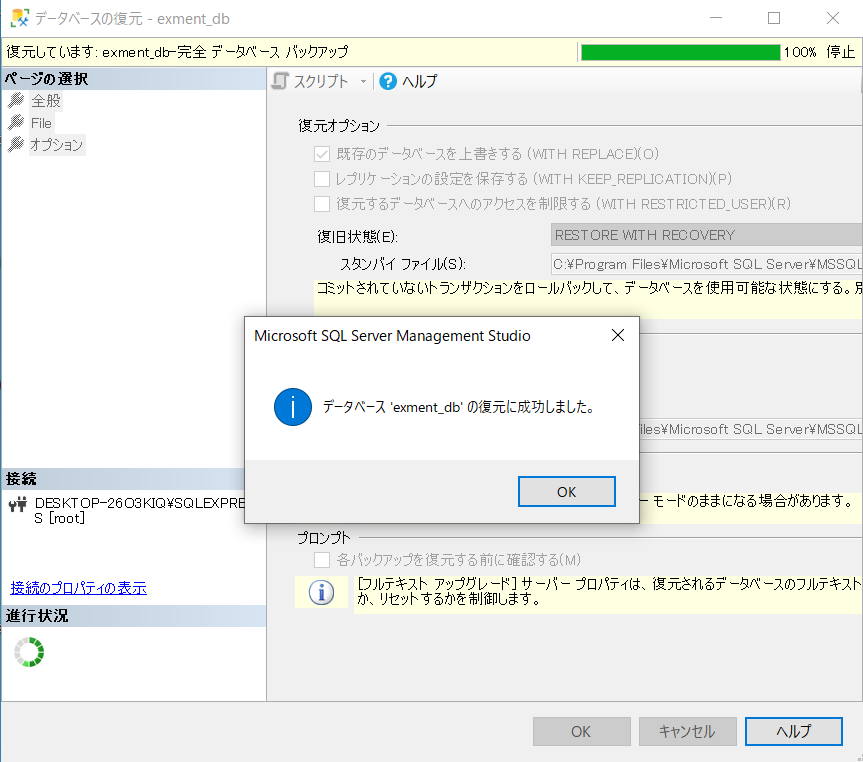 データベースの復元 - exment_db
復元しています: exment_db-完全 データベース バックアップ
100% 停止
ページの選択
全般
File
オプション
スクリプト
ヘルプ
復元オプション
既存のデータベースを上書きする (WITH REPLACE)(O)
レプリケーションの設定を保存する (WITH KEEP_REPLICATION)(P)
復元するデータベースへのアクセスを制限する (WITH RESTRICTED_USER)(R)
復旧状態(E):
RESTORE WITH RECOVERY
スタンバイ ファイル(S):
C:¥Program Files¥Microsoft SQL Server¥MSSQL
コミットされていないトランザクションをロールバックして、データベースを使用可能な状態にする。別
Microsoft SQL Server Management Studio
データベース 'exment_db' の復元に成功しました。
OK
iles¥Microsoft SQL Server¥MSSQL
ー モードのままになる場合があります。
接続
DESKTOP-2603KIQ¥SQLEXPRE
S [root]
接続のプロパティの表示
進行状況
プロンプト
各バックアップを復元する前に確認する(M)
[フルテキスト アップグレード] サーバー プロパティは、復元されるデータベースのフルテキスト
か、リセットするかを制御します。
OK
キャンセル
ヘルプ